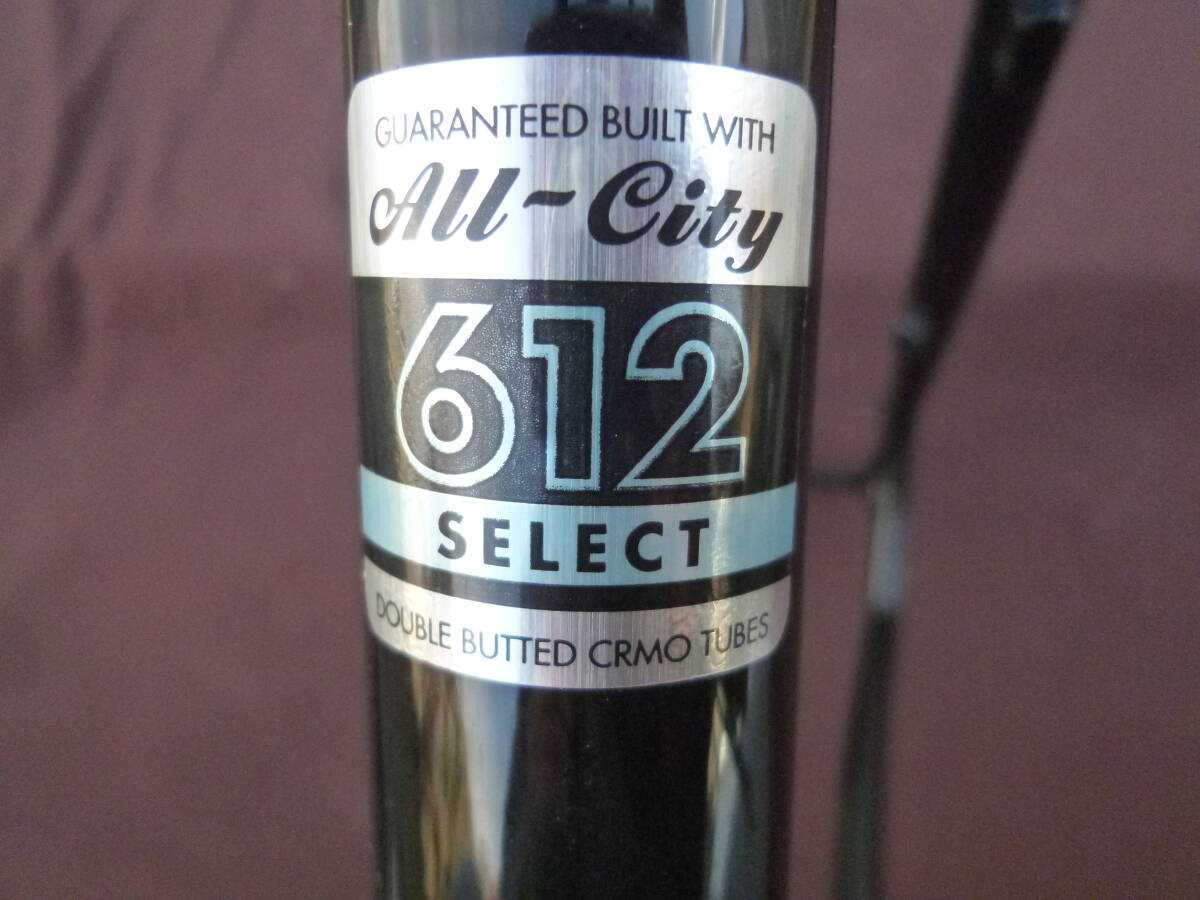 GUARANTEED BUILT WITH
All-City
612
SELECT
DOUBLE BUTTED CRMO TUBES